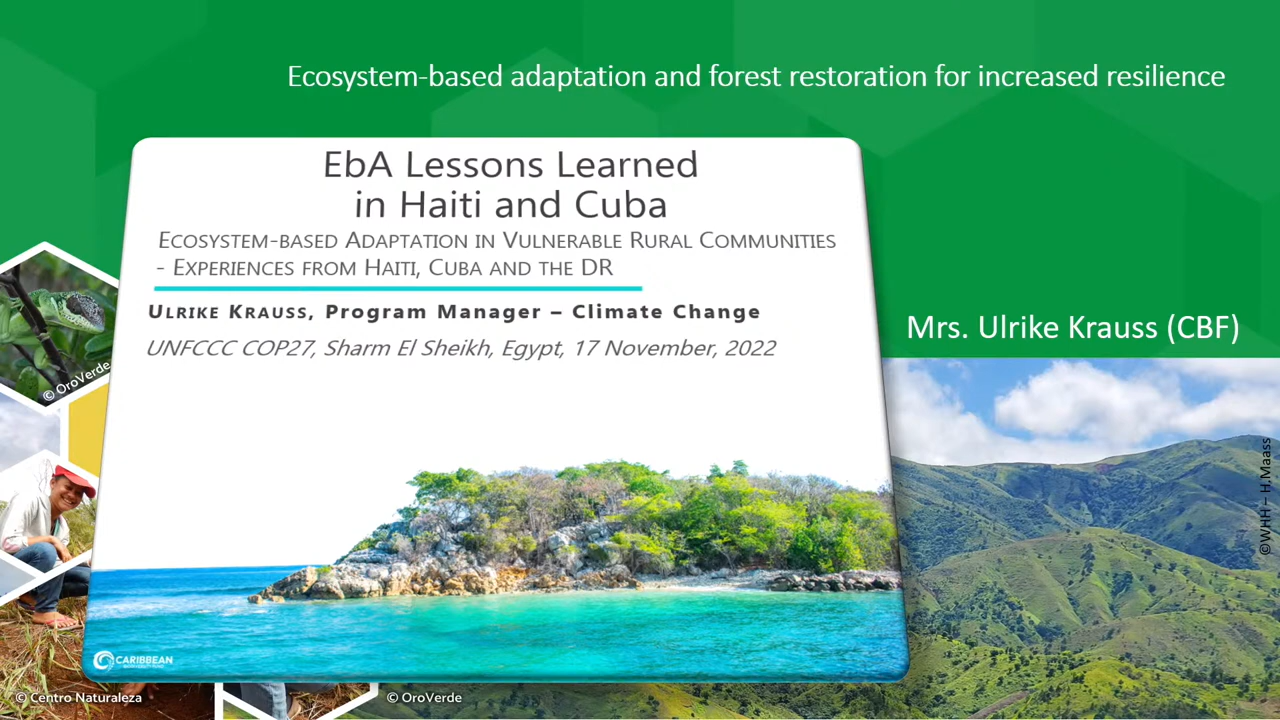 Ecosystem-based adaptation and forest restoration for increased resilience
EbA Lessons Learned
in Haiti and Cuba
ECOSYSTEM-BASED ADAPTATION IN VULNERABLE RURAL COMMUNITIES
- EXPERIENCES FROM HAITI, CUBA AND THE DR
ULRIKE KRAUSS, Program Manager – Climate Change
UNFCCC COP27, Sharm El Sheikh, Egypt, 17 November, 2022
Mrs. Ulrike Krauss (CBF)
© OroVerde
©WHH – H.Maass
CARIBBEAN
© Centro Naturaleza
© OroVerde